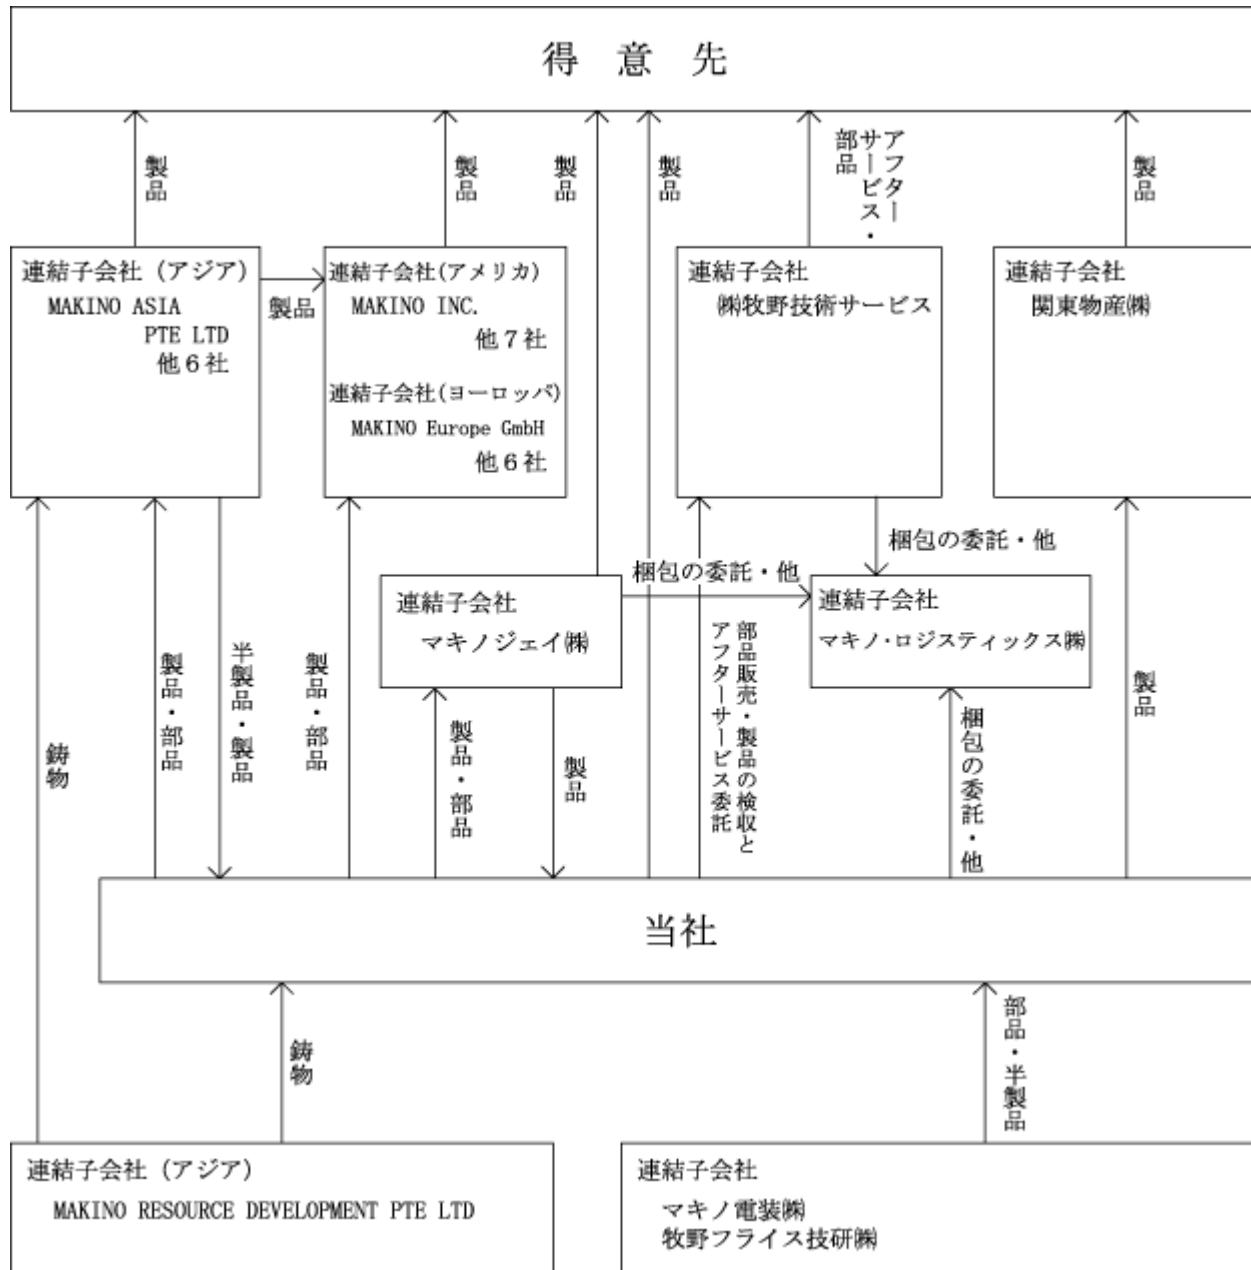 得意先
製品
製品
製品
製品
アフター
サービス・
部品
製品
連結子会社（アジア）
MAKINO ASIA
PTE LTD
他６社
製品
連結子会社(アメリカ)
MAKINO INC.
他７社
連結子会社(ヨーロッパ)
MAKINO Europe GmbH
他６社
連結子会社
㈱牧野技術サービス
連結子会社
関東物産㈱
梱包の委託・他
梱包の委託・他
連結子会社
マキノジェイ㈱
連結子会社
マキノ・ロジスティックス㈱
鋳物
製品・部品
半製品・製品
製品・部品
製品・部品
製品
部品販売・製品の検収と
アフターサービス委託
梱包の委託・他
製品
当社
鋳物
部品・半製品
連結子会社（アジア）
MAKINO RESOURCE DEVELOPMENT PTE LTD
連結子会社
マキノ電装㈱
牧野フライス技研㈱